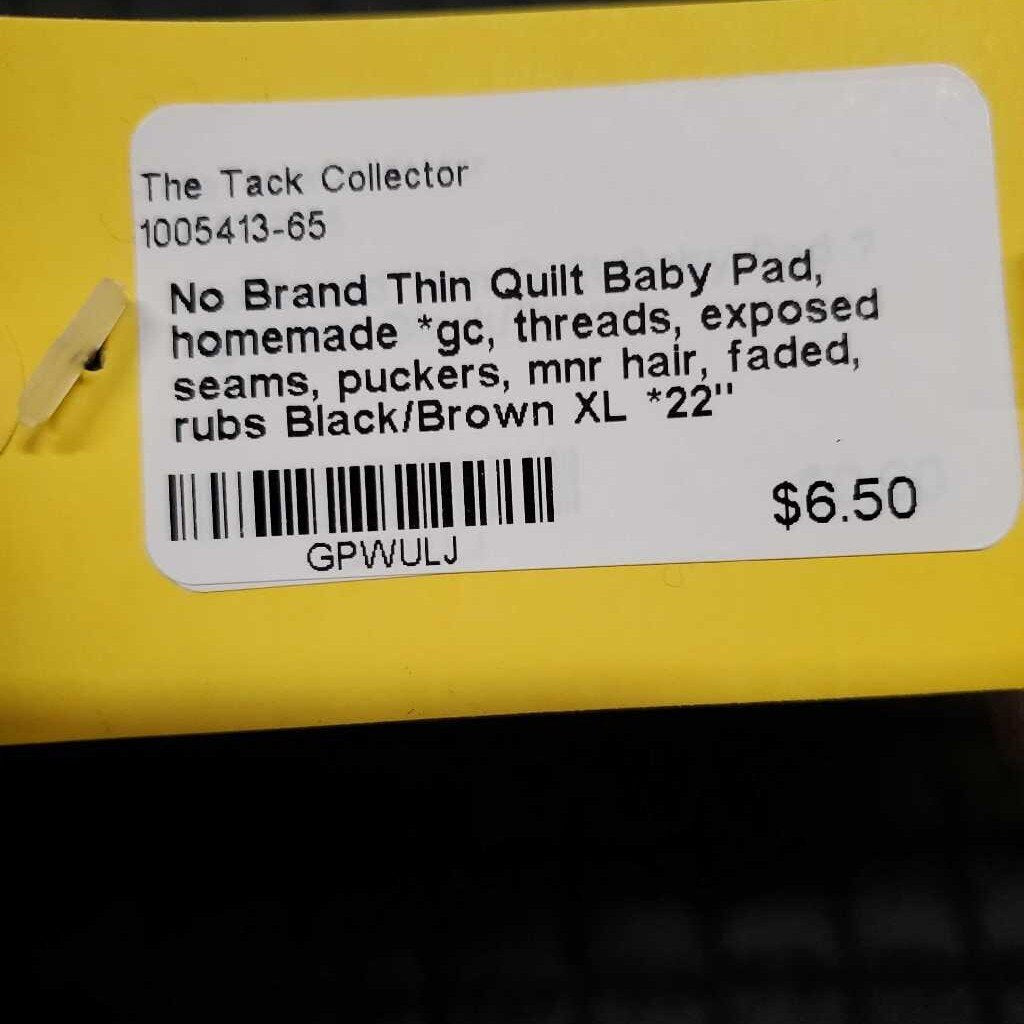 The Tack Collector
1005413-65
No Brand Thin Quilt Baby Pad,
homemade *gc, threads, exposed
seams, puckers, mnr hair, faded,
rubs Black/Brown XL *22"
GPWULJ
$6.50